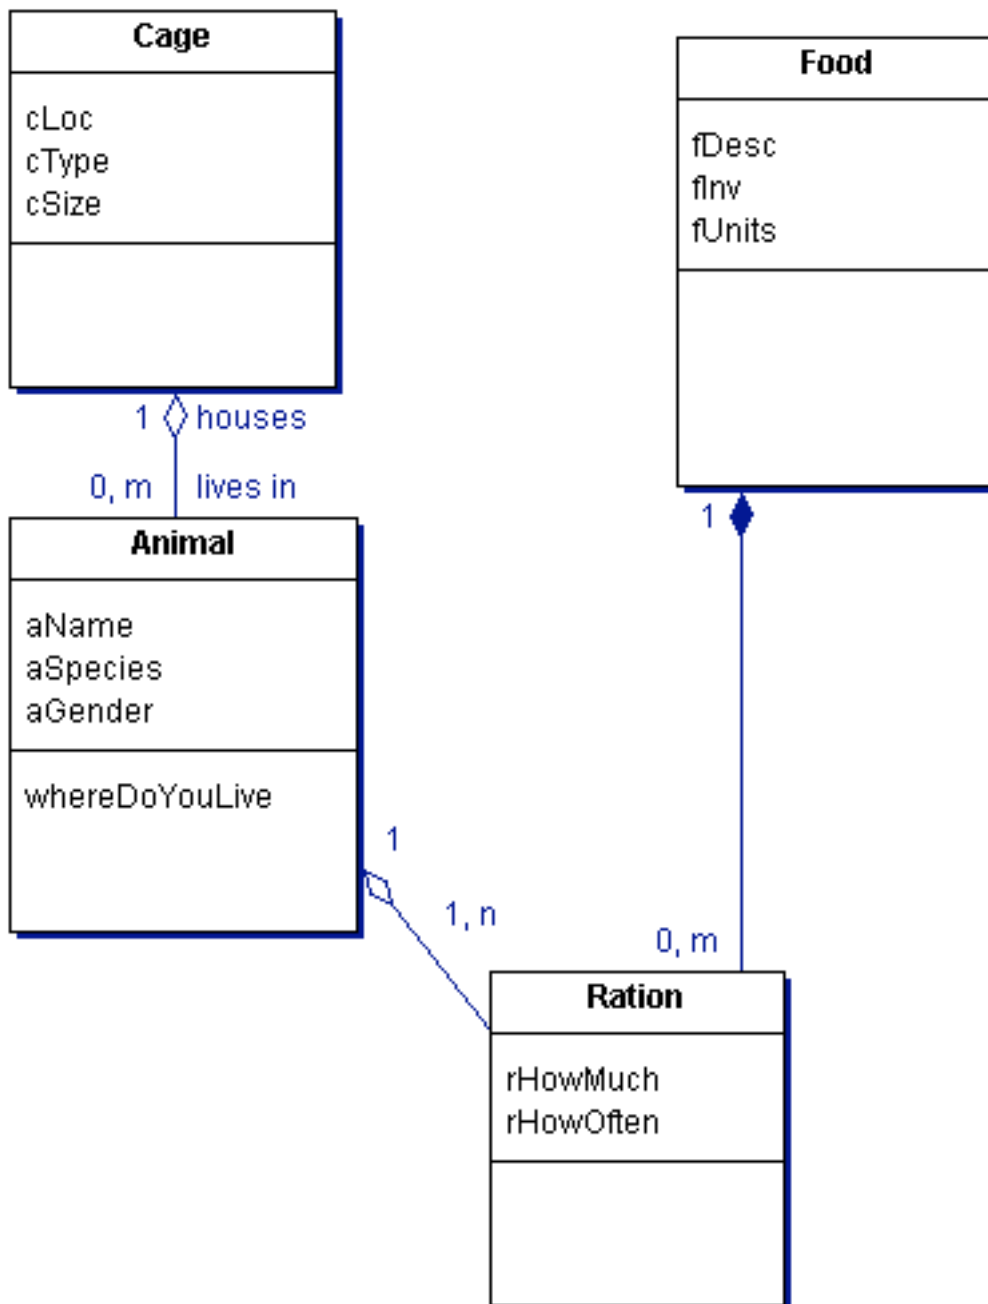 Cage
cLoc
cType
cSize
Food
fDesc
fInv
fUnits
1 houses
0, m lives in
1
Animal
aName
aSpecies
aGender
whereDoYouLive
1
1, n
0, m
Ration
rHowMuch
rHowOften